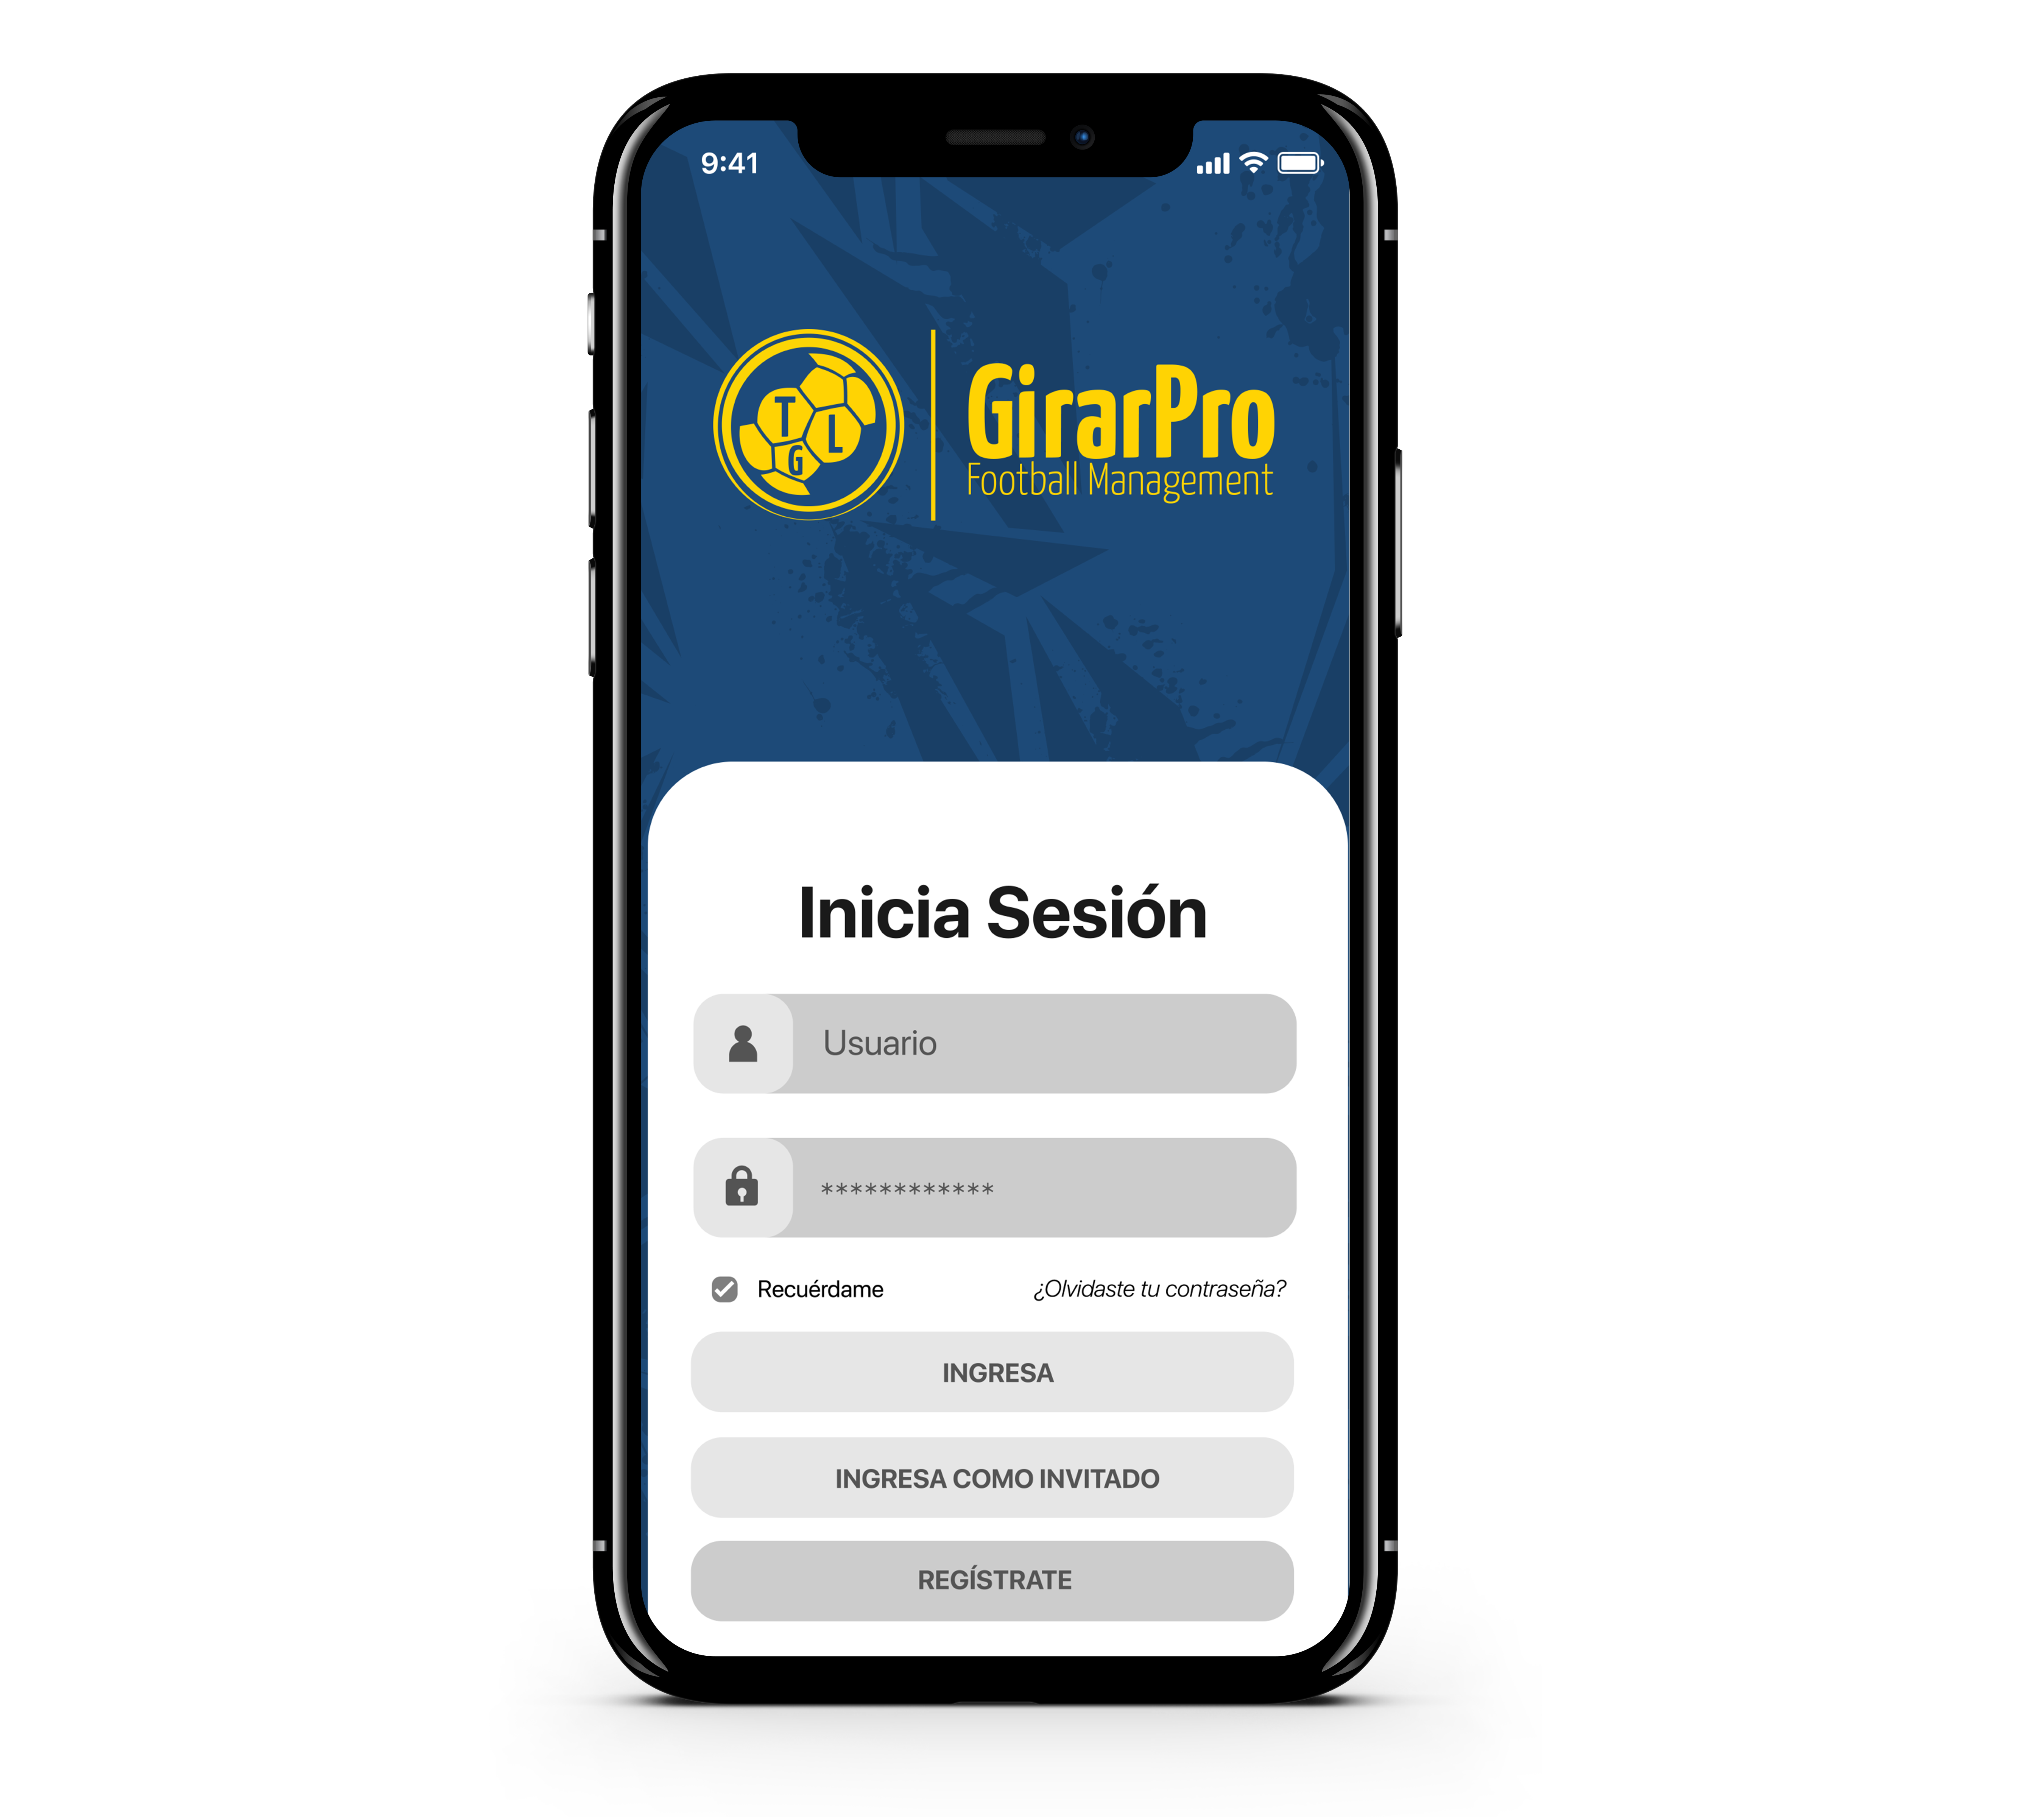 9:41
T
L
G
GirarPro
Football Management
Inicia Sesión
Usuario
************
Recuérdame
¿Olvidaste tu contraseña?
INGRESA
INGRESA COMO INVITADO
REGÍSTRATE